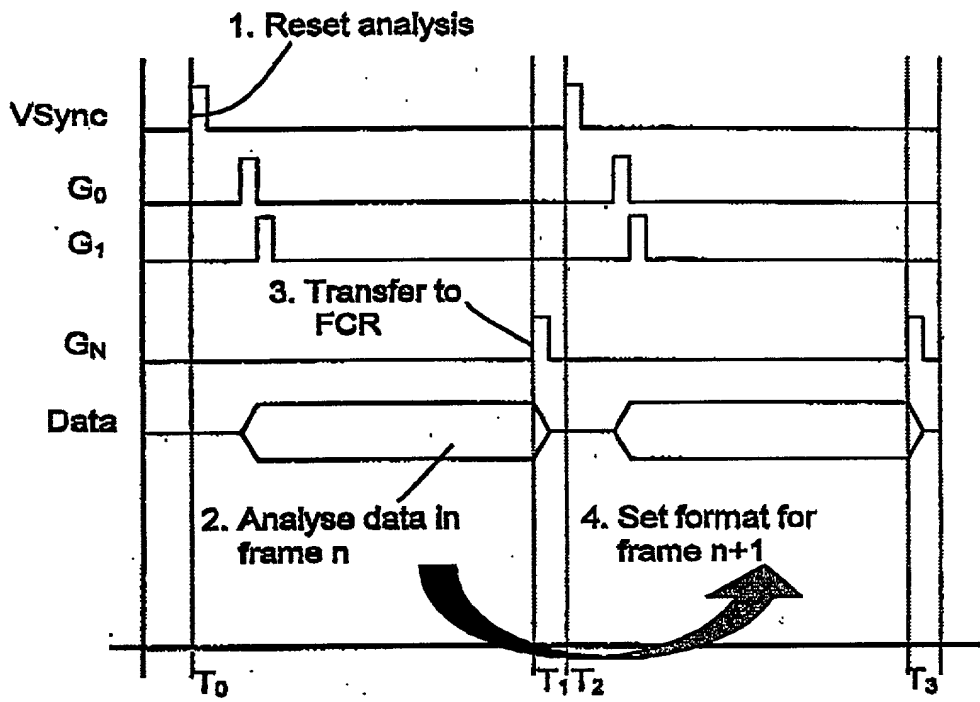 1. Reset analysis
VSync
G0
G1
3. Transfer to
FCR
GN
Data
2. Analyse data in
frame n
4. Set format for
frame n+1
T0
T1
T2
T3